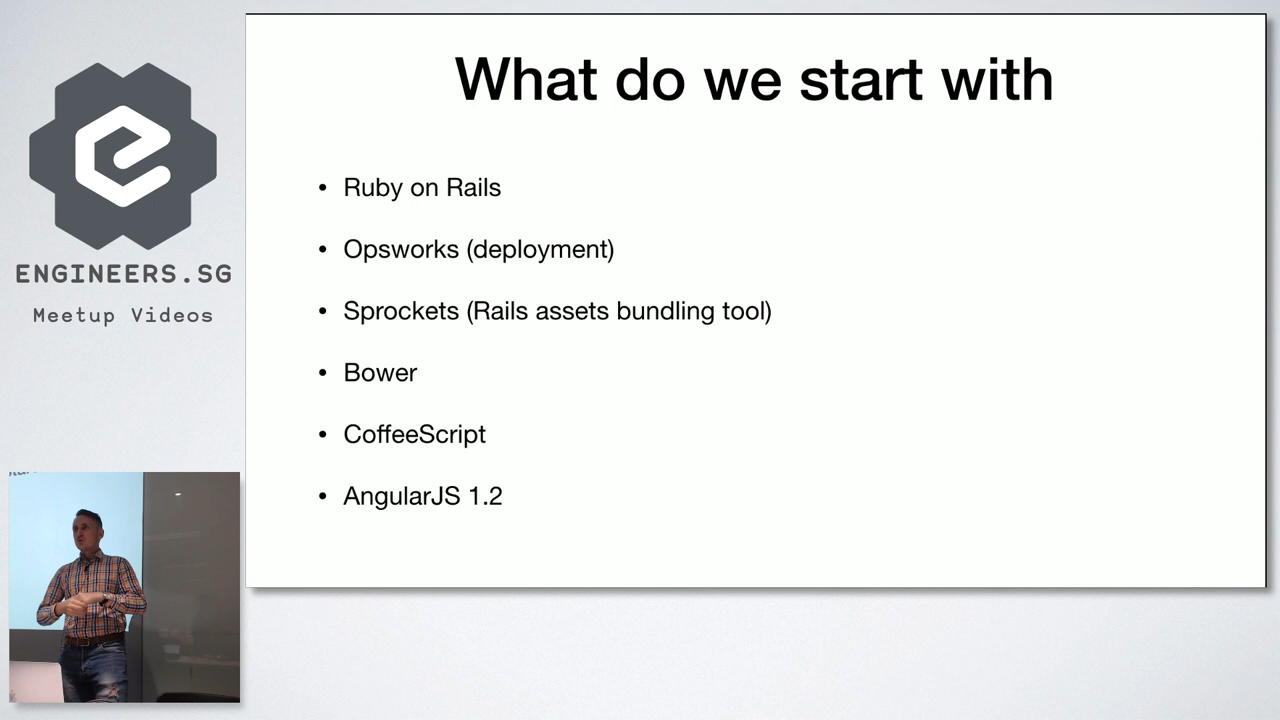 What do we start with
• Ruby on Rails
• Opsworks (deployment)
• Sprockets (Rails assets bundling tool)
• Bower
• CoffeeScript
• AngularJS 1.2
ENGINEERS.SG
Meetup Videos